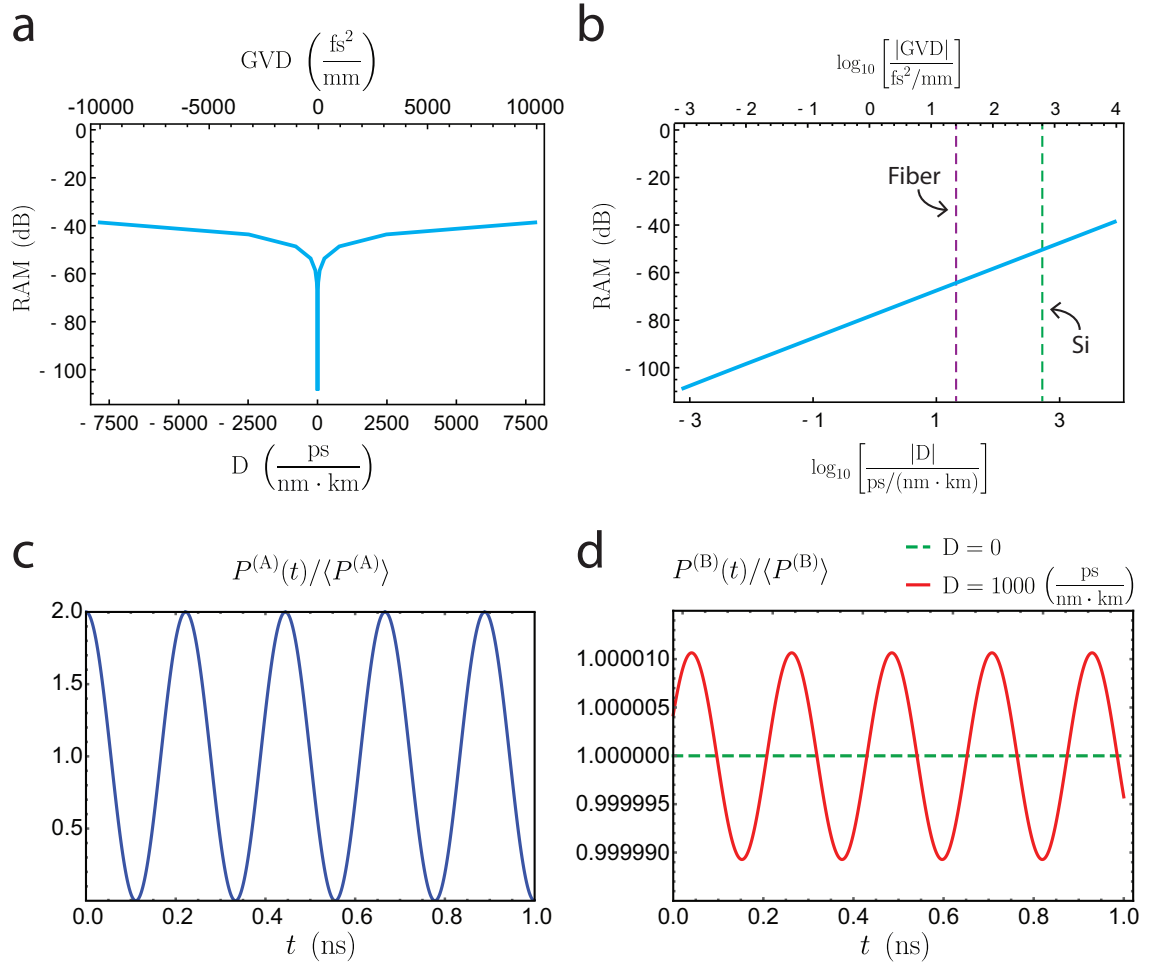 a
GVD (fs²/mm)
-10000 -5000 0 5000 10000
RAM (dB)
0
- 20
- 40
- 60
- 80
- 100
- 7500 - 5000 - 2500 0 2500 5000 7500
D (ps/nm · km)
b
log₁₀ [|GVD|/fs²/mm]
- 3 - 2 - 1 0 1 2 3 4
RAM (dB)
0
- 20
- 40
- 60
- 80
- 100
Fiber
Si
- 3 - 1 1 3
log₁₀ [|D|/ps/(nm · km)]
c
P⁽ᴬ⁾(t)/⟨P⁽ᴬ⁾⟩
2.0
1.5
1.0
0.5
0.0 0.2 0.4 0.6 0.8 1.0
t (ns)
d
P⁽ᴮ⁾(t)/⟨P⁽ᴮ⁾⟩
D = 0
D = 1000 (ps/nm · km)
1.000010
1.000005
1.000000
0.999995
0.999990
0.0 0.2 0.4 0.6 0.8 1.0
t (ns)